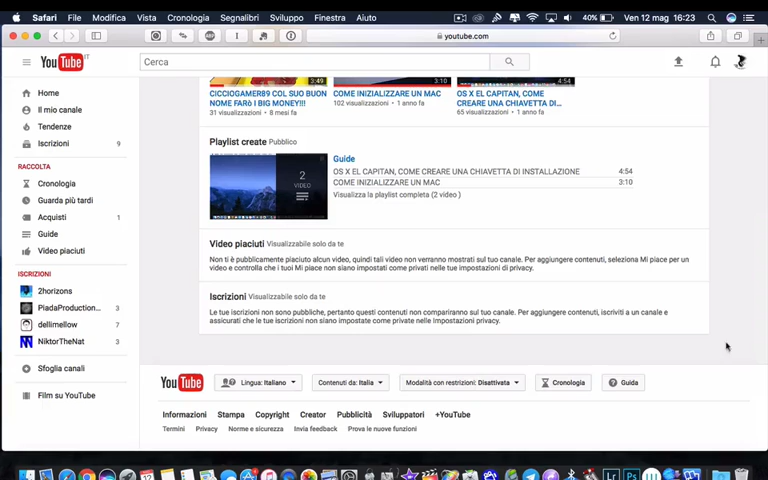 Safari File Modifica Vista Cronologia Segnalibri Sviluppo Finestra Aiuto 40% Ven 12 mag 16:23
youtube.com
YouTube IT Cerca
3:49 3:10 4:54
CICCIOGAMER89 COL SUO BUON NOME FARÒ I BIG MONEY!!!
31 visualizzazioni • 8 mesi fa
COME INIZIALIZZARE UN MAC
102 visualizzazioni • 1 anno fa
OS X EL CAPITAN, COME CREARE UNA CHIAVETTA DI...
65 visualizzazioni • 1 anno fa
Home
Il mio canale
Tendenze
Iscrizioni 9
RACCOLTA
Cronologia
Guarda più tardi
Acquisti 1
Guide
Video piaciuti
ISCRIZIONI
2horizons
PiadaProduction... 3
dellimellow 7
NiktorTheNat 3
Sfoglia canali
Film su YouTube
Playlist create Pubblico
2
VIDEO
Guide
OS X EL CAPITAN, COME CREARE UNA CHIAVETTA DI INSTALLAZIONE 4:54
COME INIZIALIZZARE UN MAC 3:10
Visualizza la playlist completa (2 video )
Video piaciuti Visualizzabile solo da te
Non ti è pubblicamente piaciuto alcun video, quindi tali video non verranno mostrati sul tuo canale. Per aggiungere contenuti, seleziona Mi piace per un
video e controlla che i tuoi Mi piace non siano impostati come privati nelle tue impostazioni di privacy.
Iscrizioni Visualizzabile solo da te
Le tue iscrizioni non sono pubbliche, pertanto questi contenuti non compariranno sul tuo canale. Per aggiungere contenuti, iscriviti a un canale e
assicurati che le tue iscrizioni non siano impostate come private nelle Impostazioni privacy.
YouTube Lingua: Italiano Contenuti da: Italia Modalità con restrizioni: Disattivata Cronologia Guida
Informazioni Stampa Copyright Creator Pubblicità Sviluppatori +YouTube
Termini Privacy Norme e sicurezza Invia feedback Prova le nuove funzioni
12 Lr Ps